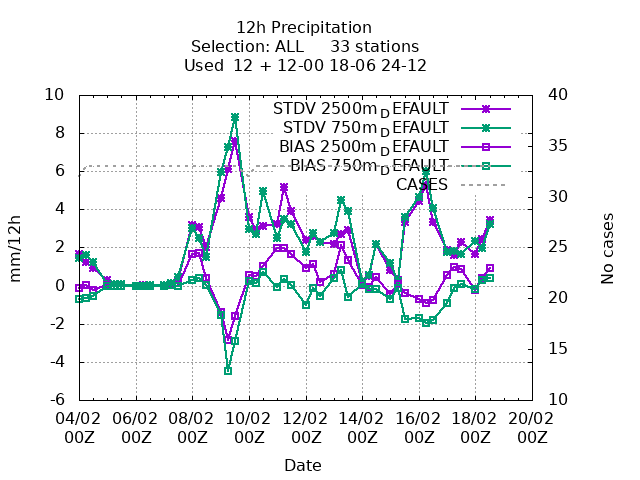 12h Precipitation
Selection: ALL 33 stations
Used 12 + 12-00 18-06 24-12
10 40
STDV 2500m_DEFAULT
8 STDV 750m_DEFAULT 35
BIAS 2500m_DEFAULT
6 BIAS 750m_DEFAULT
CASES 30
4
2 25
0 20
-2
-4 15
-6 10
mm/12h
No cases
04/02 06/02 08/02 10/02 12/02 14/02 16/02 18/02 20/02
00Z 00Z 00Z 00Z 00Z 00Z 00Z 00Z 00Z
Date